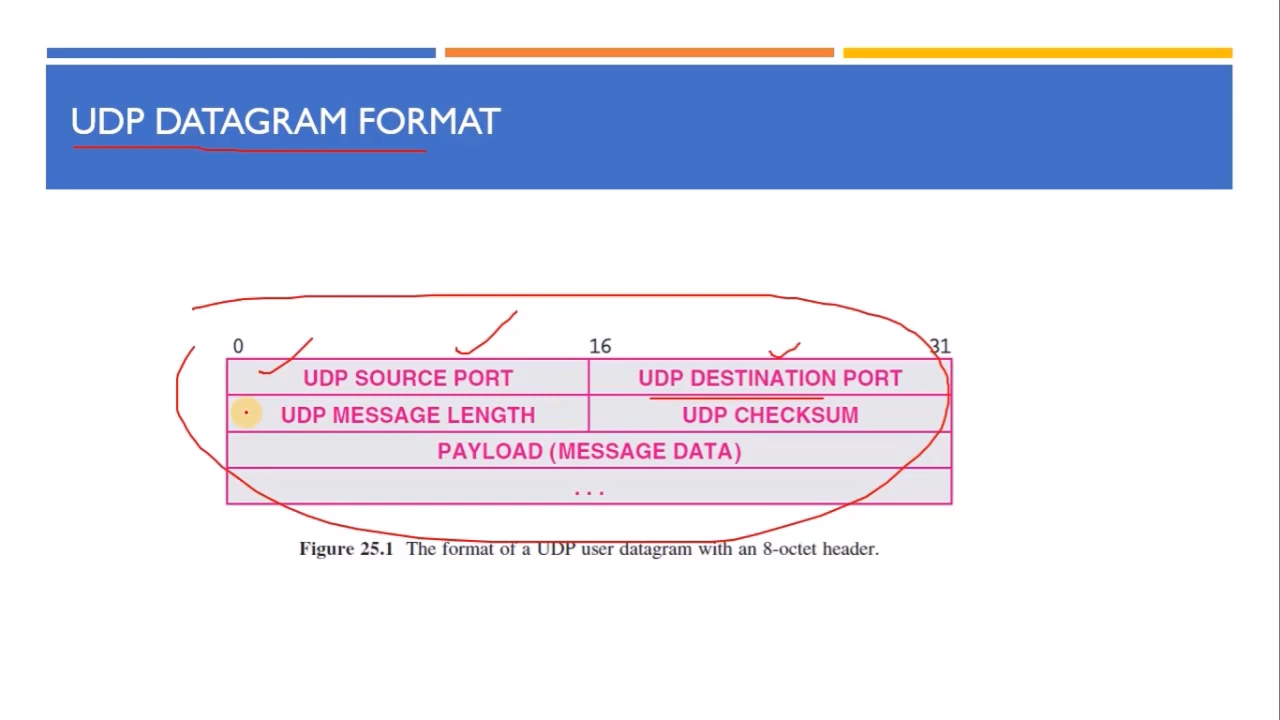 UDP DATAGRAM FORMAT
0 16 31
UDP SOURCE PORT UDP DESTINATION PORT
UDP MESSAGE LENGTH UDP CHECKSUM
PAYLOAD (MESSAGE DATA)
. . .
Figure 25.1 The format of a UDP user datagram with an 8-octet header.